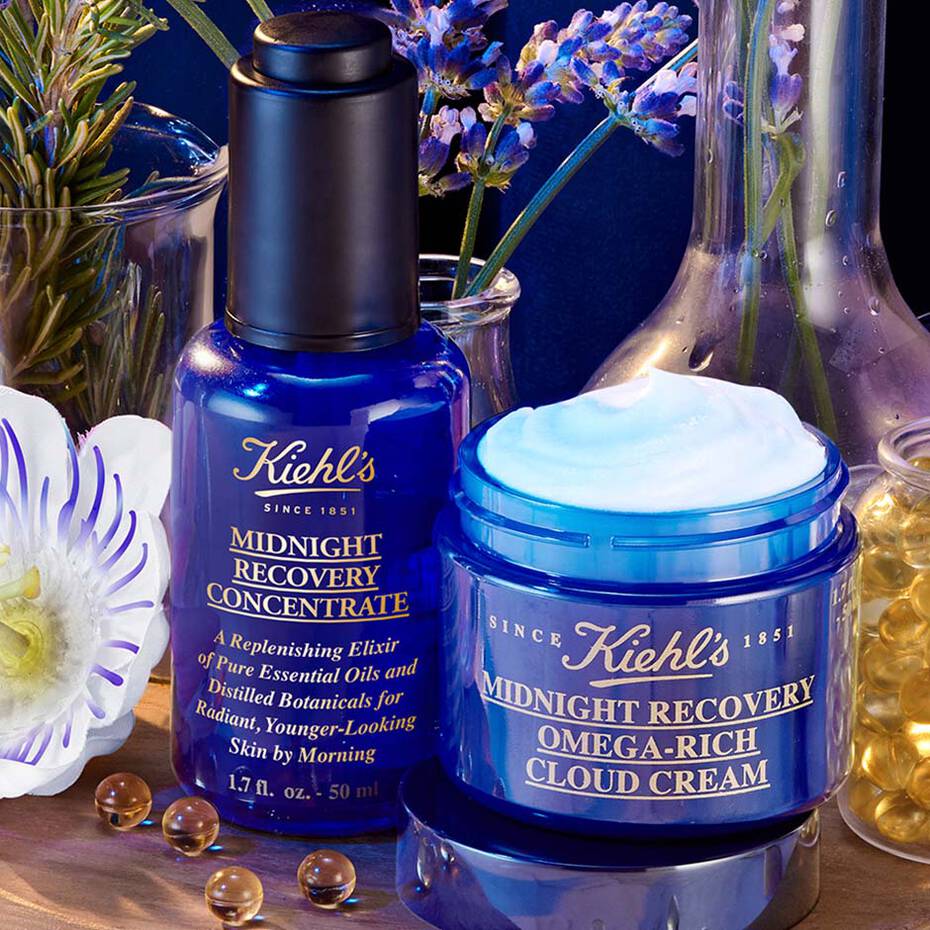 Kiehl's
SINCE 1851
MIDNIGHT
RECOVERY
CONCENTRATE
A Replenishing Elixir
of Pure Essential Oils and
Distilled Botanicals for
Radiant, Younger-Looking
Skin by Morning
1.7 fl. oz. - 50 ml
SINCE Kiehl's 1851
MIDNIGHT RECOVERY
OMEGA-RICH
CLOUD CREAM